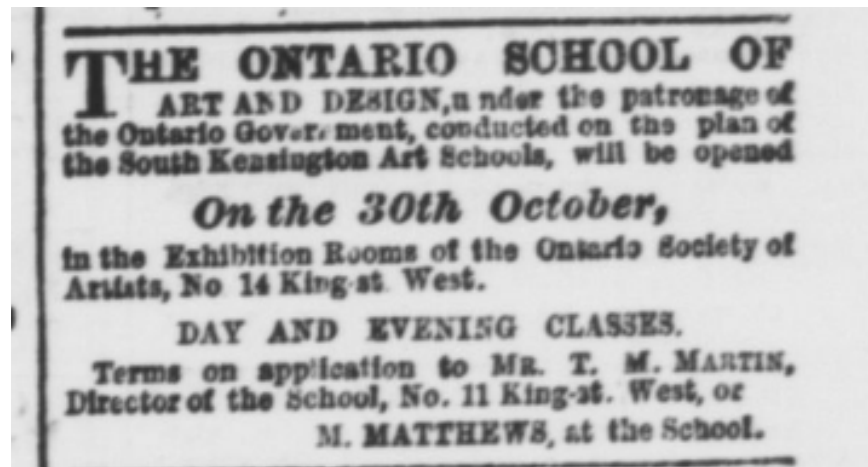 THE ONTARIO SCHOOL OF
ART AND DESIGN, under the patronage of
the Ontario Government, conducted on the plan of
the South Kensington Art Schools, will be opened
On the 30th October,
in the Exhibition Rooms of the Ontario Society of
Artists, No 14 King-st West.
DAY AND EVENING CLASSES.
Terms on application to MR. T. M. MARTIN,
Director of the School, No. 11 King-st. West, or
M. MATTHEWS, at the School.